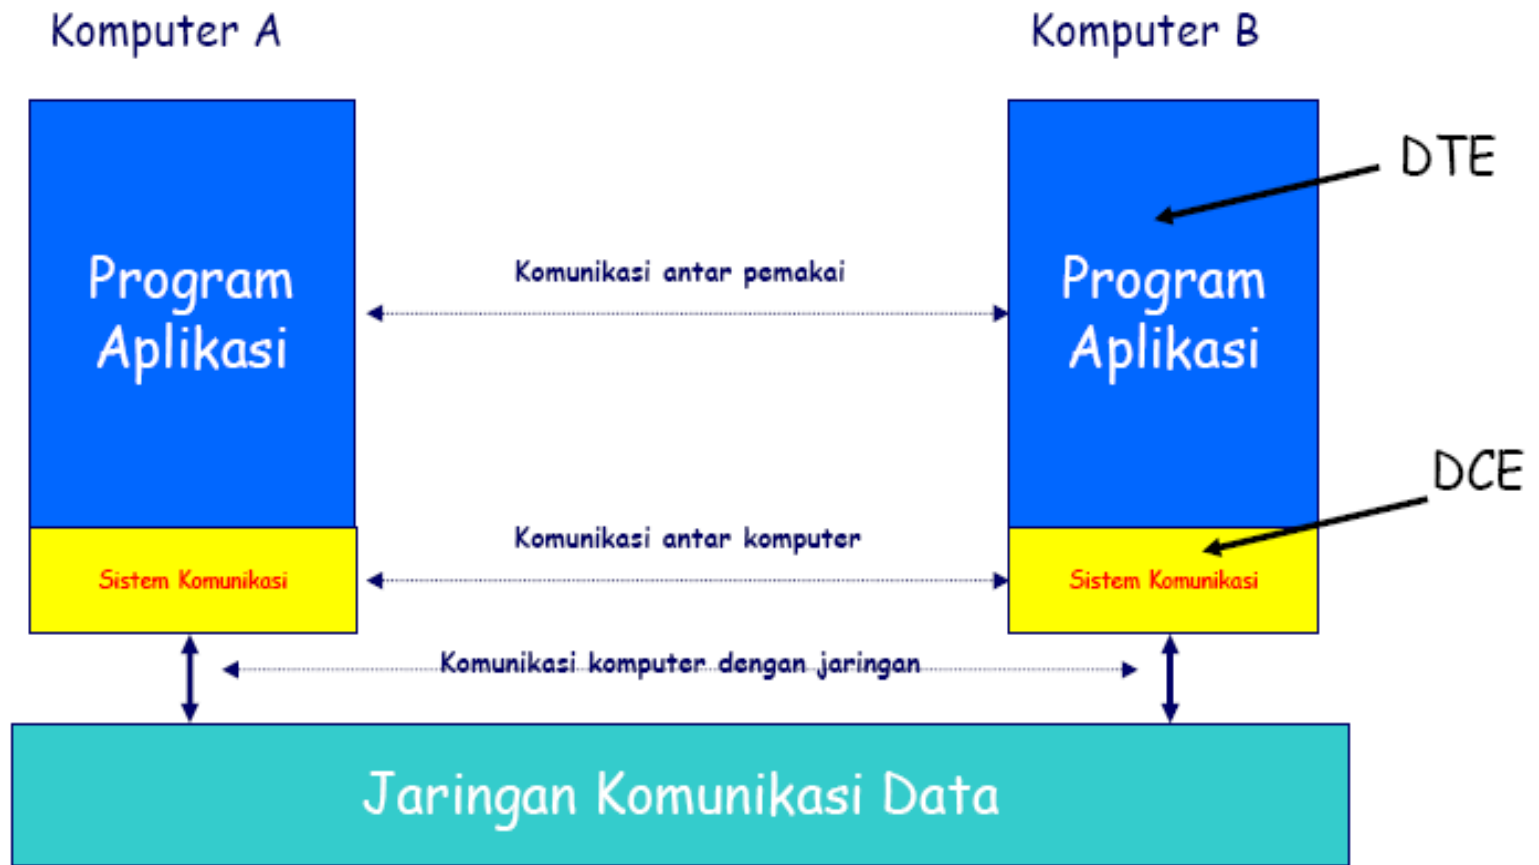 Komputer A
Komputer B
DTE
Komunikasi antar pemakai
Program
Aplikasi
Program
Aplikasi
DCE
Komunikasi antar komputer
Sistem Komunikasi
Sistem Komunikasi
Komunikasi komputer dengan jaringan
Jaringan Komunikasi Data